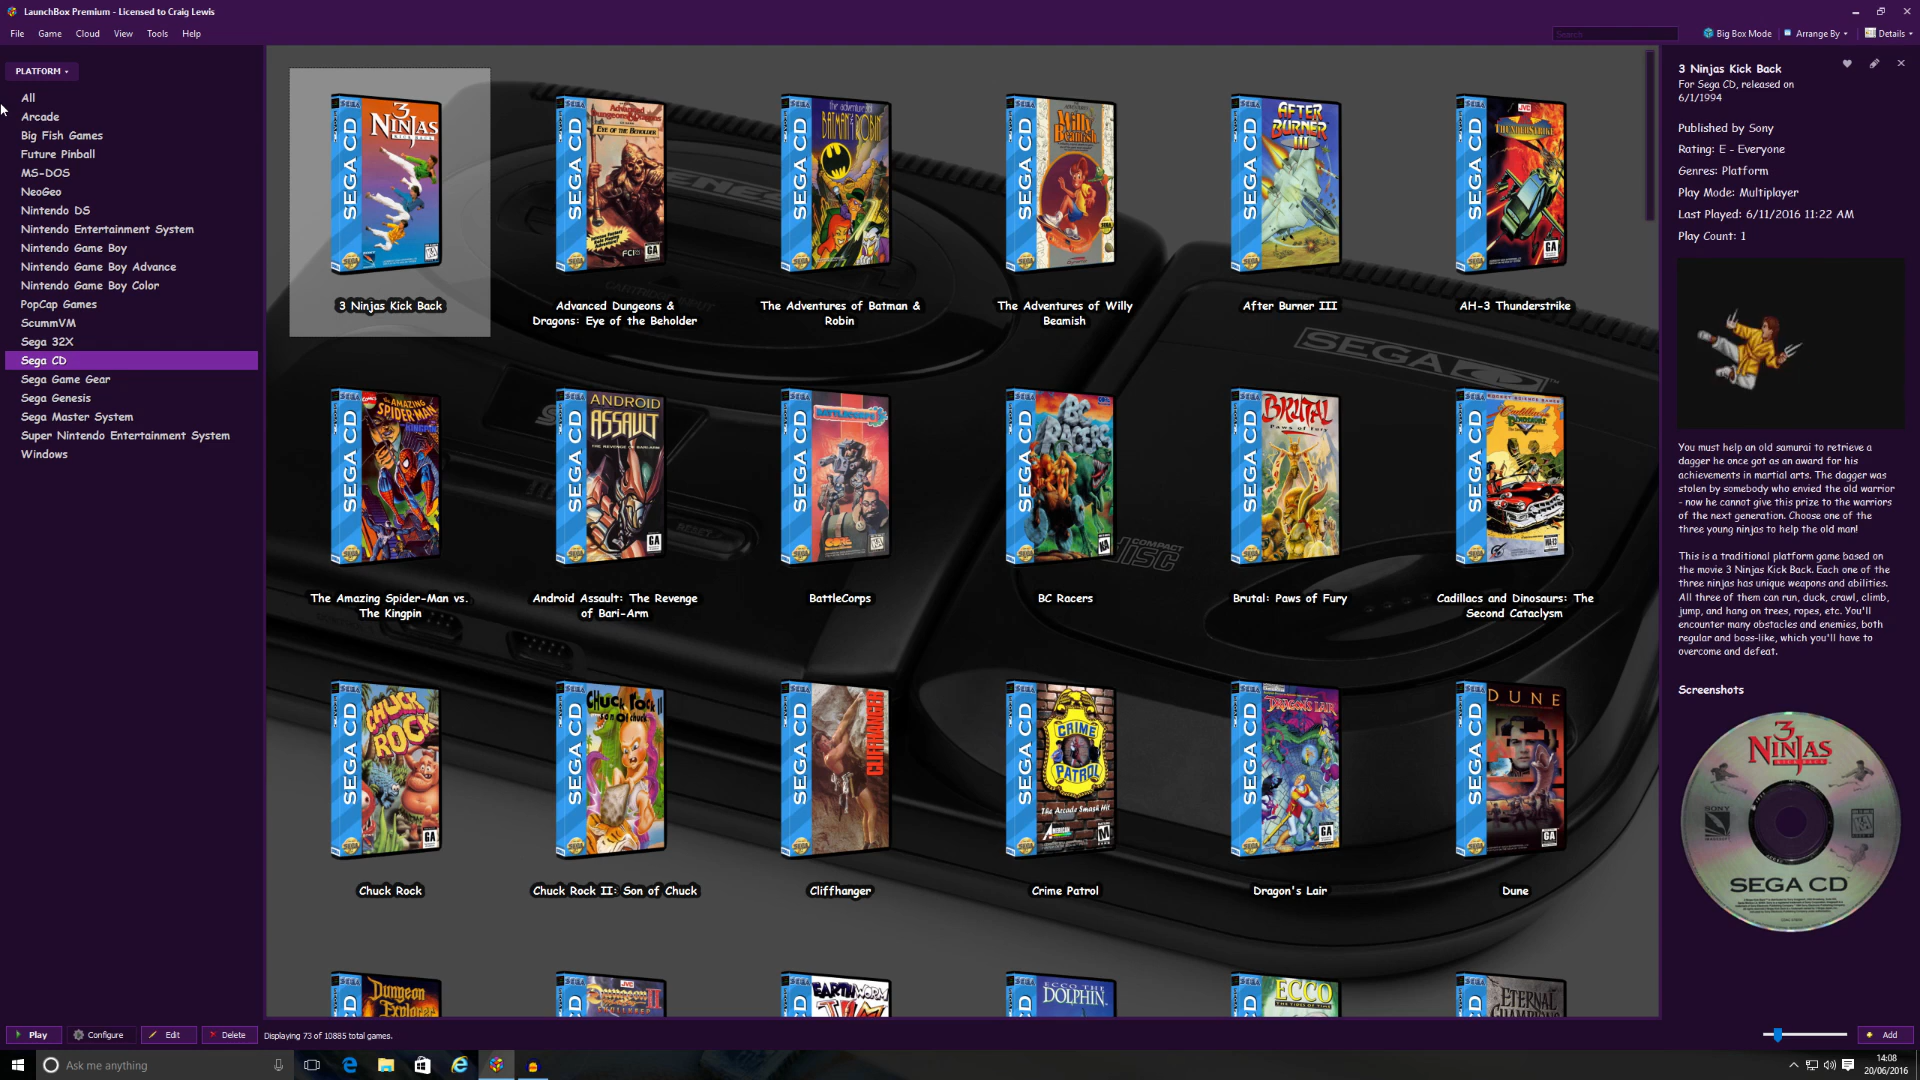 LaunchBox Premium - Licensed to Craig Lewis
File Game Cloud View Tools Help
Search
Big Box Mode Arrange By Details
PLATFORM
All
Arcade
Big Fish Games
Future Pinball
MS-DOS
NeoGeo
Nintendo DS
Nintendo Entertainment System
Nintendo Game Boy
Nintendo Game Boy Advance
Nintendo Game Boy Color
PopCap Games
ScummVM
Sega 32X
Sega CD
Sega Game Gear
Sega Genesis
Sega Master System
Super Nintendo Entertainment System
Windows
3 Ninjas Kick Back
Advanced Dungeons &
Dragons: Eye of the Beholder
The Adventures of Batman &
Robin
The Adventures of Willy
Beamish
After Burner III
AH-3 Thunderstrike
The Amazing Spider-Man vs.
The Kingpin
Android Assault: The Revenge
of Bari-Arm
BattleCorps
BC Racers
Brutal: Paws of Fury
Cadillacs and Dinosaurs: The
Second Cataclysm
Chuck Rock
Chuck Rock II: Son of Chuck
Cliffhanger
Crime Patrol
Dragon's Lair
Dune
3 Ninjas Kick Back
For Sega CD, released on
6/1/1994
Published by Sony
Rating: E - Everyone
Genres: Platform
Play Mode: Multiplayer
Last Played: 6/11/2016 11:22 AM
Play Count: 1
You must help an old samurai to retrieve a
dagger he once got as an award for his
achievements in martial arts. The dagger was
stolen by somebody who envied the old warrior
- now he cannot give this prize to the warriors
of the next generation. Choose one of the
three young ninjas to help the old man!
This is a traditional platform game based on
the movie 3 Ninjas Kick Back. Each one of the
three ninjas has unique weapons and abilities.
All three of them can run, duck, crawl, climb,
jump, and hang on trees, ropes, etc. You'll
encounter many obstacles and enemies, both
regular and boss-like, which you'll have to
overcome and defeat.
Screenshots
3
NINJAS
SEGA CD
Play Configure Edit Delete Displaying 73 of 10885 total games.
Add
Ask me anything
14:08
20/06/2016